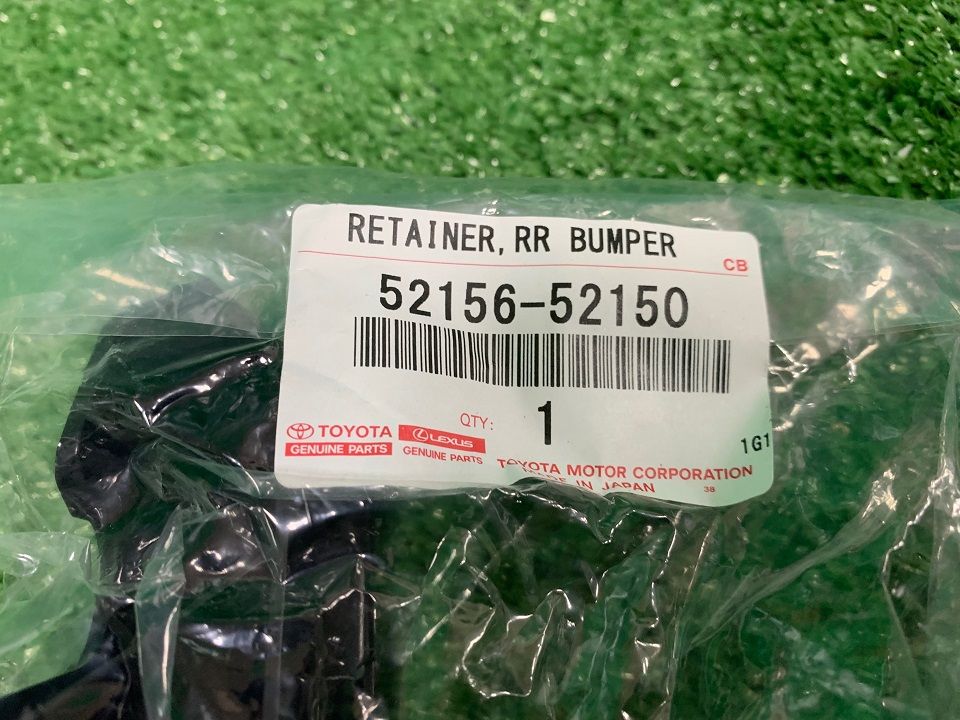 RETAINER, RR BUMPER
CB
52156-52150
QTY: 1
TOYOTA GENUINE PARTS
LEXUS GENUINE PARTS
1G1
TOYOTA MOTOR CORPORATION
MADE IN JAPAN 38